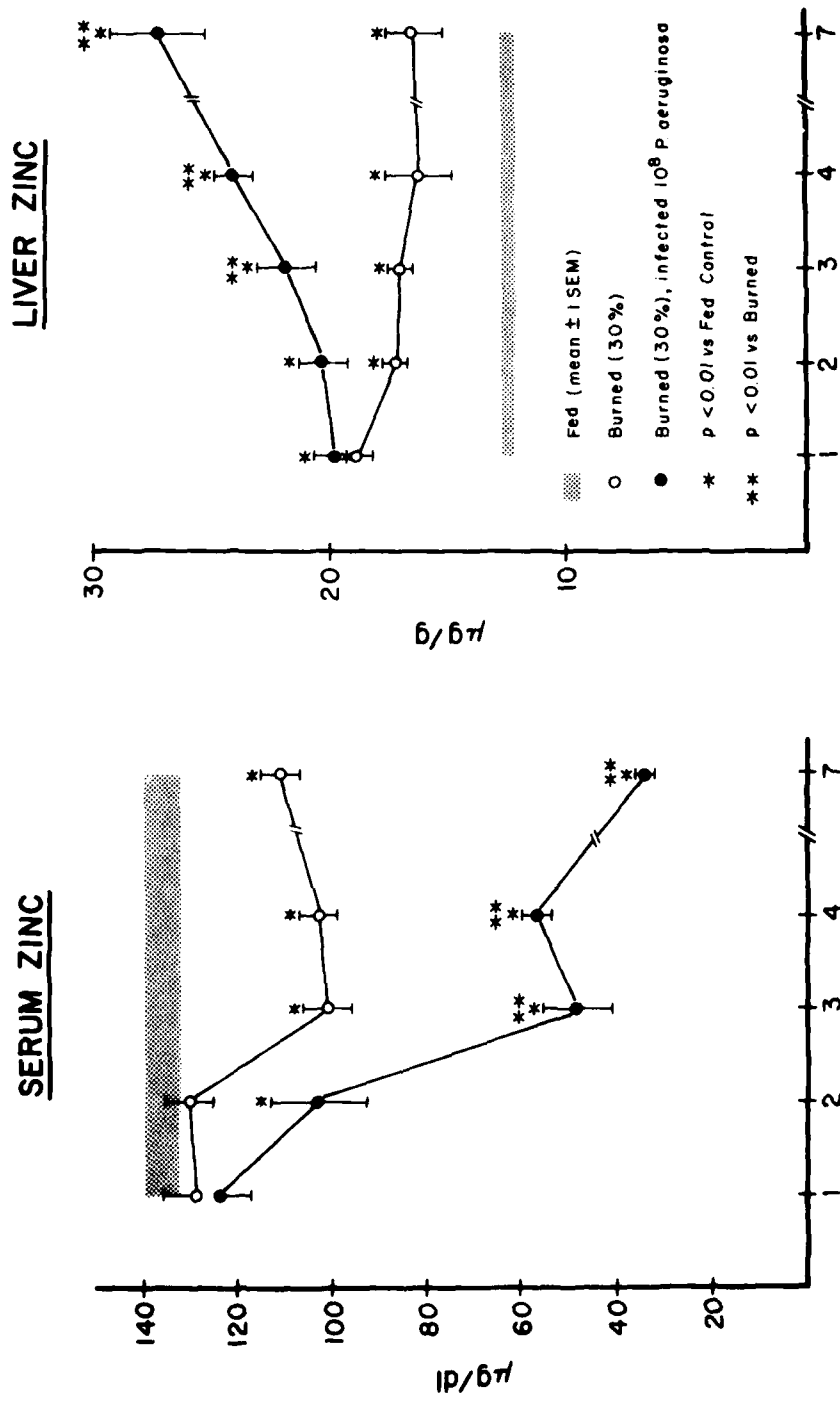 SERUM ZINC
µg/dl
140
120
100
80
60
40
20
1 2 3 4 7
* * * *
* ** ** **
* * *
LIVER ZINC
µg/g
30
20
10
1 2 3 4 7
* * * * *
** ** **
* * * * *
Fed (mean ± 1 SEM)
Burned (30%)
Burned (30%), infected 10⁸ P aeruginosa
* p < 0.01 vs Fed Control
** p < 0.01 vs Burned